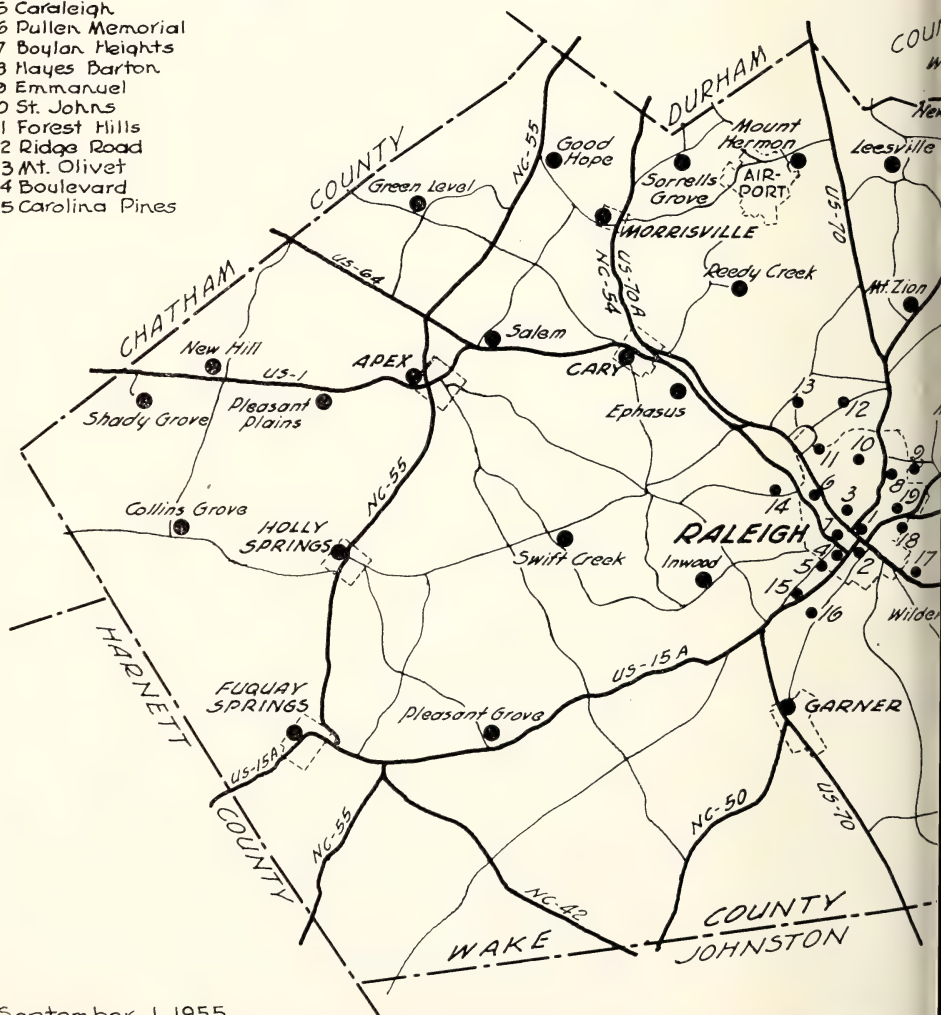 5 Caraleigh
6 Pullen Memorial
7 Boylan Heights
8 Hayes Barton
9 Emmanuel
0 St. Johns
1 Forest Hills
2 Ridge Road
3 Mt. Olivet
4 Boulevard
5 Carolina Pines
COUN
W
New
DURHAM
Good
Hope
Mount
Hermon
AIR-
PORT
Sorrells
Grove
Leesville
COUNTY
CHATHAM
Green Level
NC-55
MORRISVILLE
US-70
US-64
NC-54
US-70A
Reedy Creek
Mt. Zion
New Hill
APEX
Salem
CARY
US-1
Shady Grove
Pleasant
Plains
Ephasus
13
12
11
10
9
8
19
18
6
3
14
7
1
4
2
5
17
15
16
RALEIGH
NC-55
Collins Grove
HOLLY
SPRINGS
Swift Creek
Inwood
Wilder
HARNETT
COUNTY
US-15A
FUQUAY
SPRINGS
Pleasant Grove
GARNER
US-15A
NC-55
NC-50
US-70
NC-42
WAKE
COUNTY
JOHNSTON
September 1, 1955